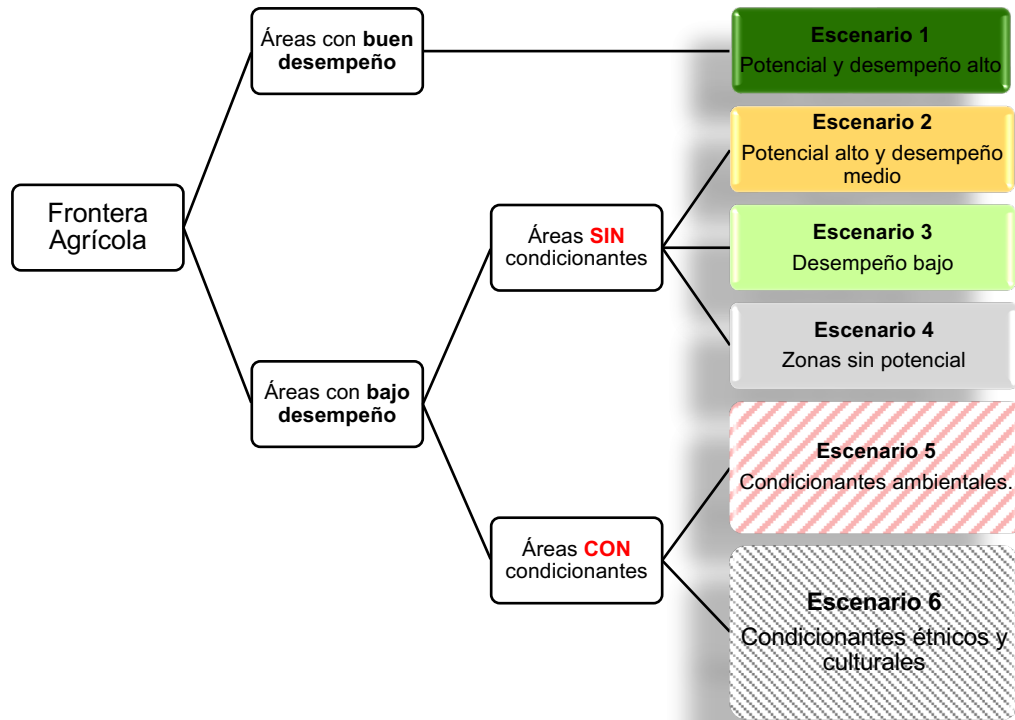 Frontera
Agrícola
Áreas con buen
desempeño
Áreas con bajo
desempeño
Áreas SIN
condicionantes
Áreas CON
condicionantes
Escenario 1
Potencial y desempeño alto
Escenario 2
Potencial alto y desempeño
medio
Escenario 3
Desempeño bajo
Escenario 4
Zonas sin potencial
Escenario 5
Condicionantes ambientales.
Escenario 6
Condicionantes étnicos y
culturales